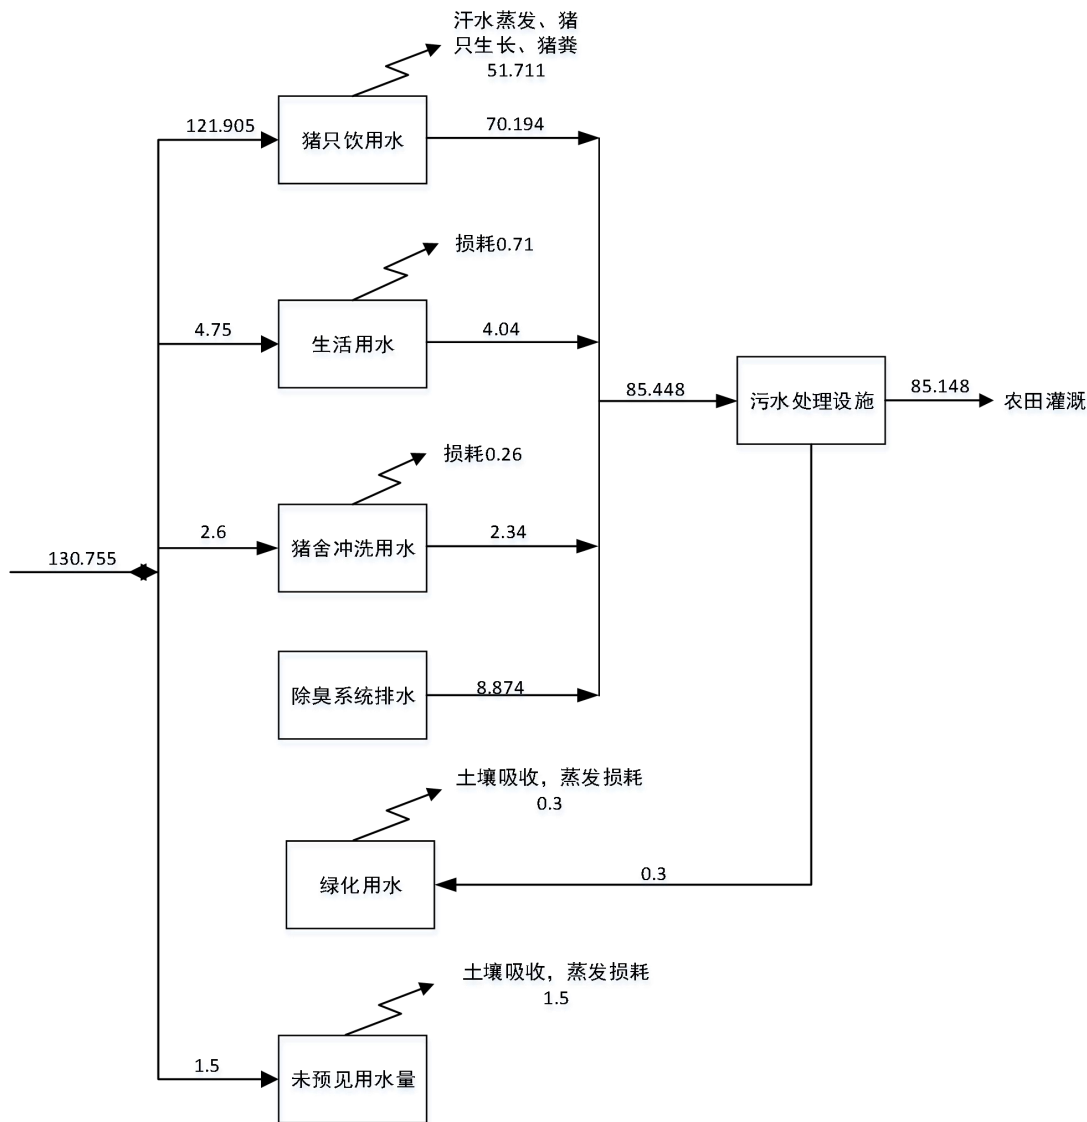 汗水蒸发、猪
只生长、猪粪
51.711
121.905
猪只饮用水
70.194
损耗0.71
4.75
生活用水
4.04
85.448
污水处理设施
85.148
农田灌溉
损耗0.26
2.6
猪舍冲洗用水
2.34
130.755
除臭系统排水
8.874
土壤吸收，蒸发损耗
0.3
绿化用水
0.3
土壤吸收，蒸发损耗
1.5
1.5
未预见用水量